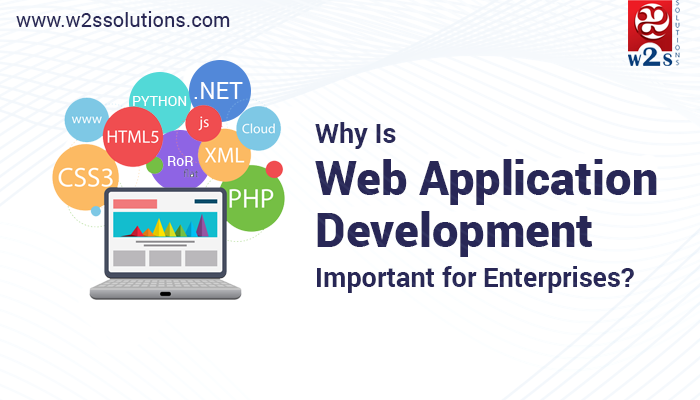 www.w2ssolutions.com
w2s
SOLUTIONS
.NET
PYTHON
www
HTML5
js
Cloud
RoR
XML
CSS3
PHP
Why Is
Web Application
Development
Important for Enterprises?